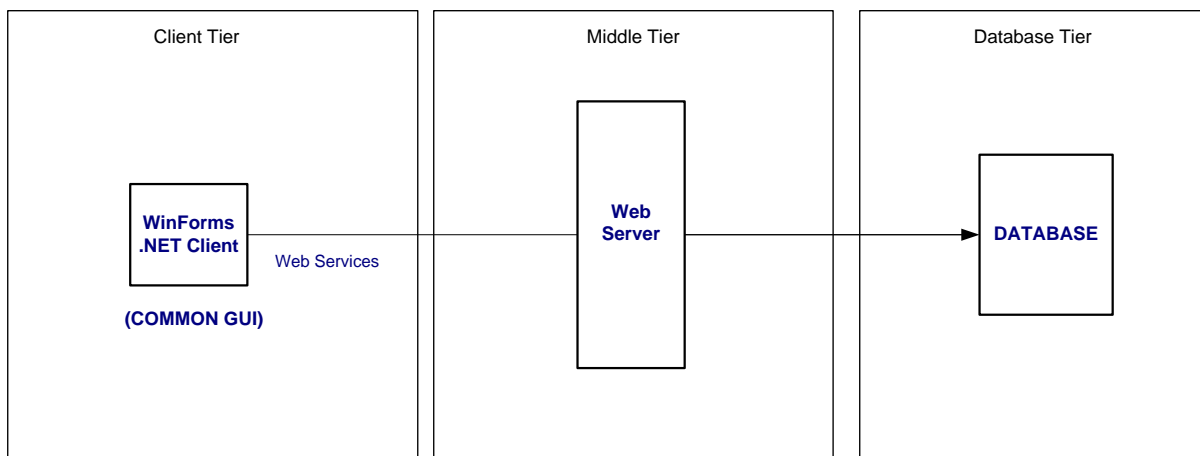 Client Tier
Middle Tier
Database Tier
WinForms
.NET Client
Web Services
(COMMON GUI)
Web
Server
DATABASE